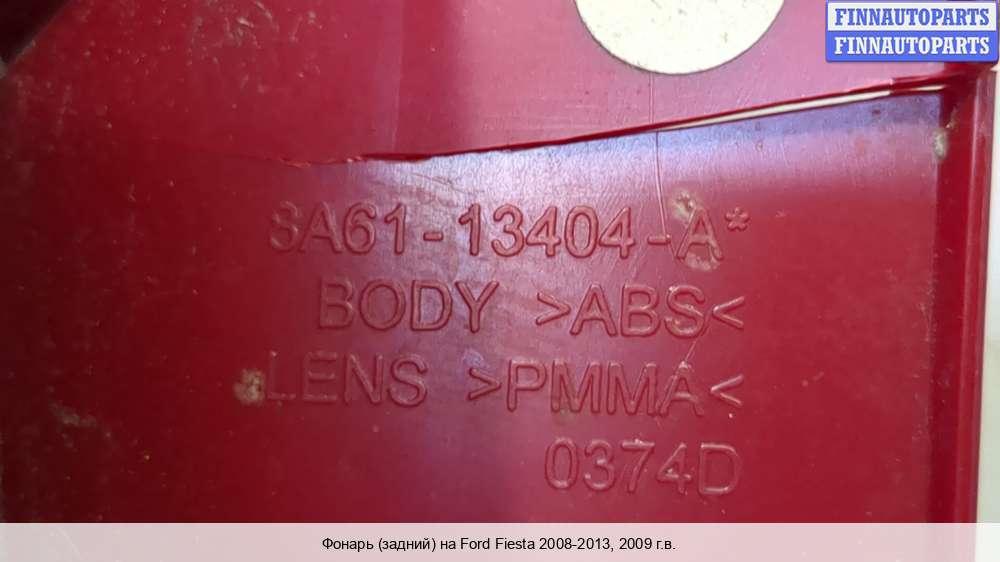 FINNAUTOPARTS
FINNAUTOPARTS
8A61-13404-A*
BODY >ABS<
LENS >PMMA<
0374D
Фонарь (задний) на Ford Fiesta 2008-2013, 2009 г.в.